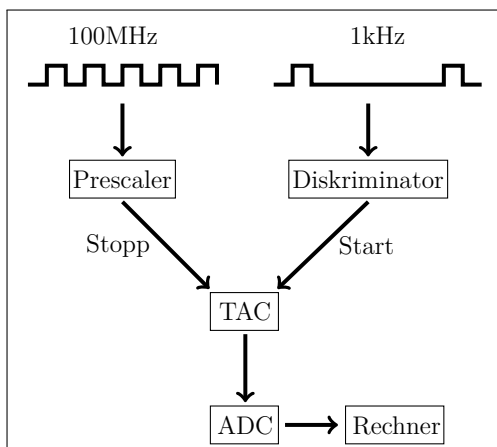 100MHz 1kHz
Prescaler Diskriminator
Stopp Start
TAC
ADC Rechner